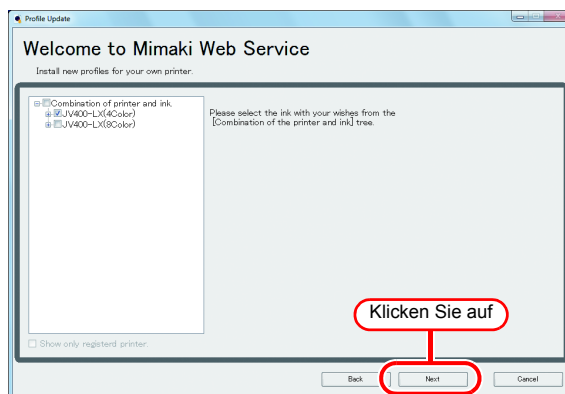 Profile Update
Welcome to Mimaki Web Service
Install new profiles for your own printer.
Combination of printer and ink.
JV400-LX(4Color)
JV400-LX(8Color)
Please select the ink with your wishes from the
[Combination of the printer and ink] tree.
Klicken Sie auf
Show only registerd printer.
Back
Next
Cancel